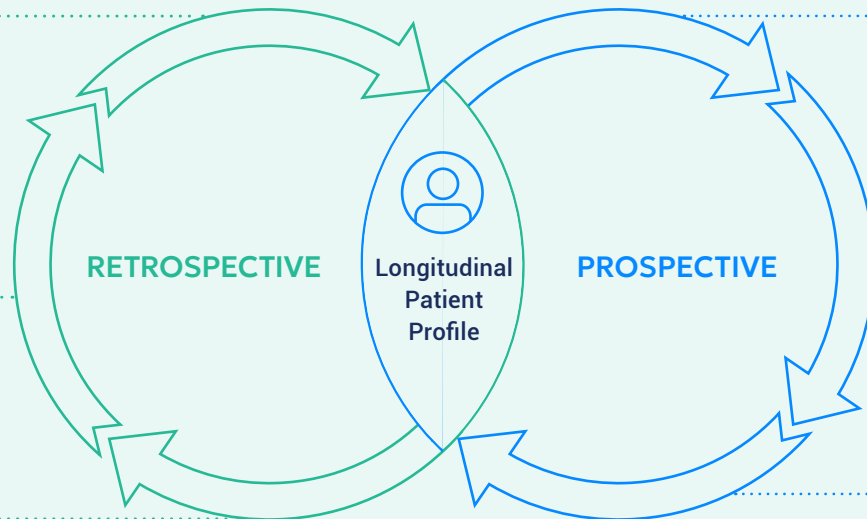 RETROSPECTIVE
Longitudinal
Patient
Profile
PROSPECTIVE